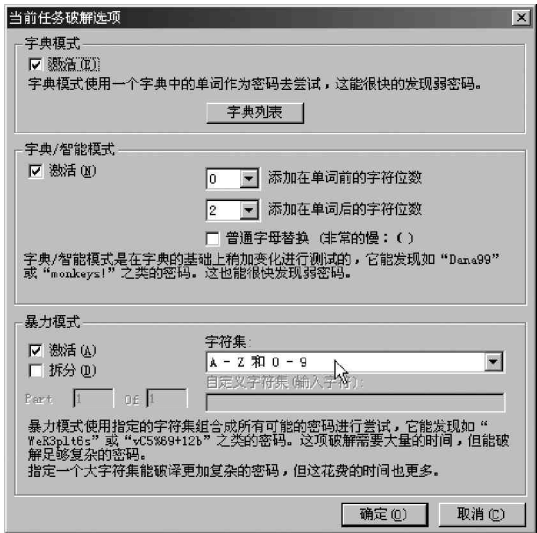 当前任务破解选项
字典模式
激活(E)
字典模式使用一个字典中的单词作为密码去尝试，这能很快的发现弱密码。
字典列表
字典/智能模式
激活(N)
0 添加在单词前的字符位数
2 添加在单词后的字符位数
普通字母替换 (非常的慢：( )
字典/智能模式是在字典的基础上稍加变化进行测试的，它能发现如“Dana99”
或“monkeys!”之类的密码。这也能很快发现弱密码。
暴力模式
字符集:
激活(A)
A - Z 和 0 - 9
拆分(D)
自定义字符集(输入字符):
Part 1 Of 1
暴力模式使用指定的字符集组合成所有可能的密码进行尝试，它能发现如“
WeR3plt6s”或“vC5%69+12b”之类的密码。这项破解需要大量的时间，但能破
解足够复杂的密码。
指定一个大字符集能破译更加复杂的密码，但这花费的时间也更多。
确定(O) 取消(C)